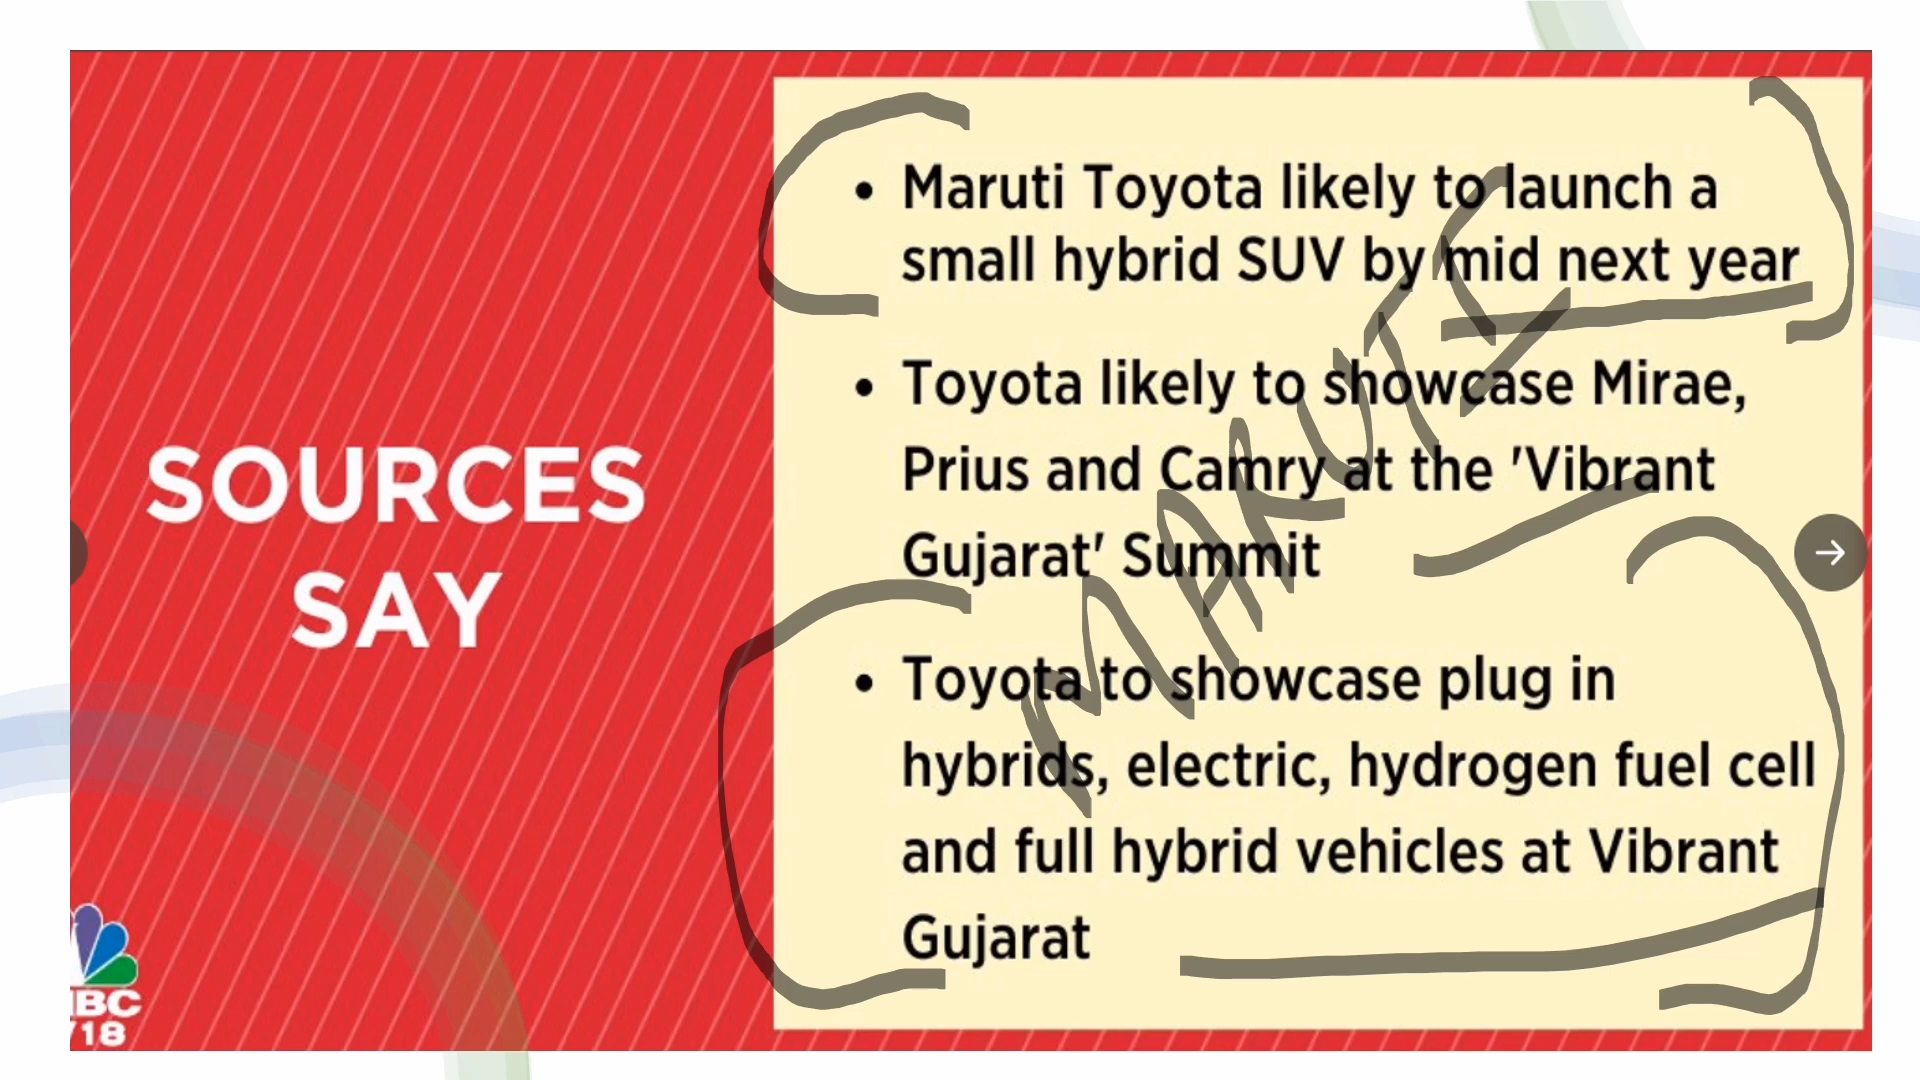 SOURCES
SAY
• Maruti Toyota likely to launch a
small hybrid SUV by mid next year
• Toyota likely to showcase Mirae,
Prius and Camry at the 'Vibrant
Gujarat' Summit
• Toyota to showcase plug in
hybrids, electric, hydrogen fuel cell
and full hybrid vehicles at Vibrant
Gujarat
MARUTI
NBC
18